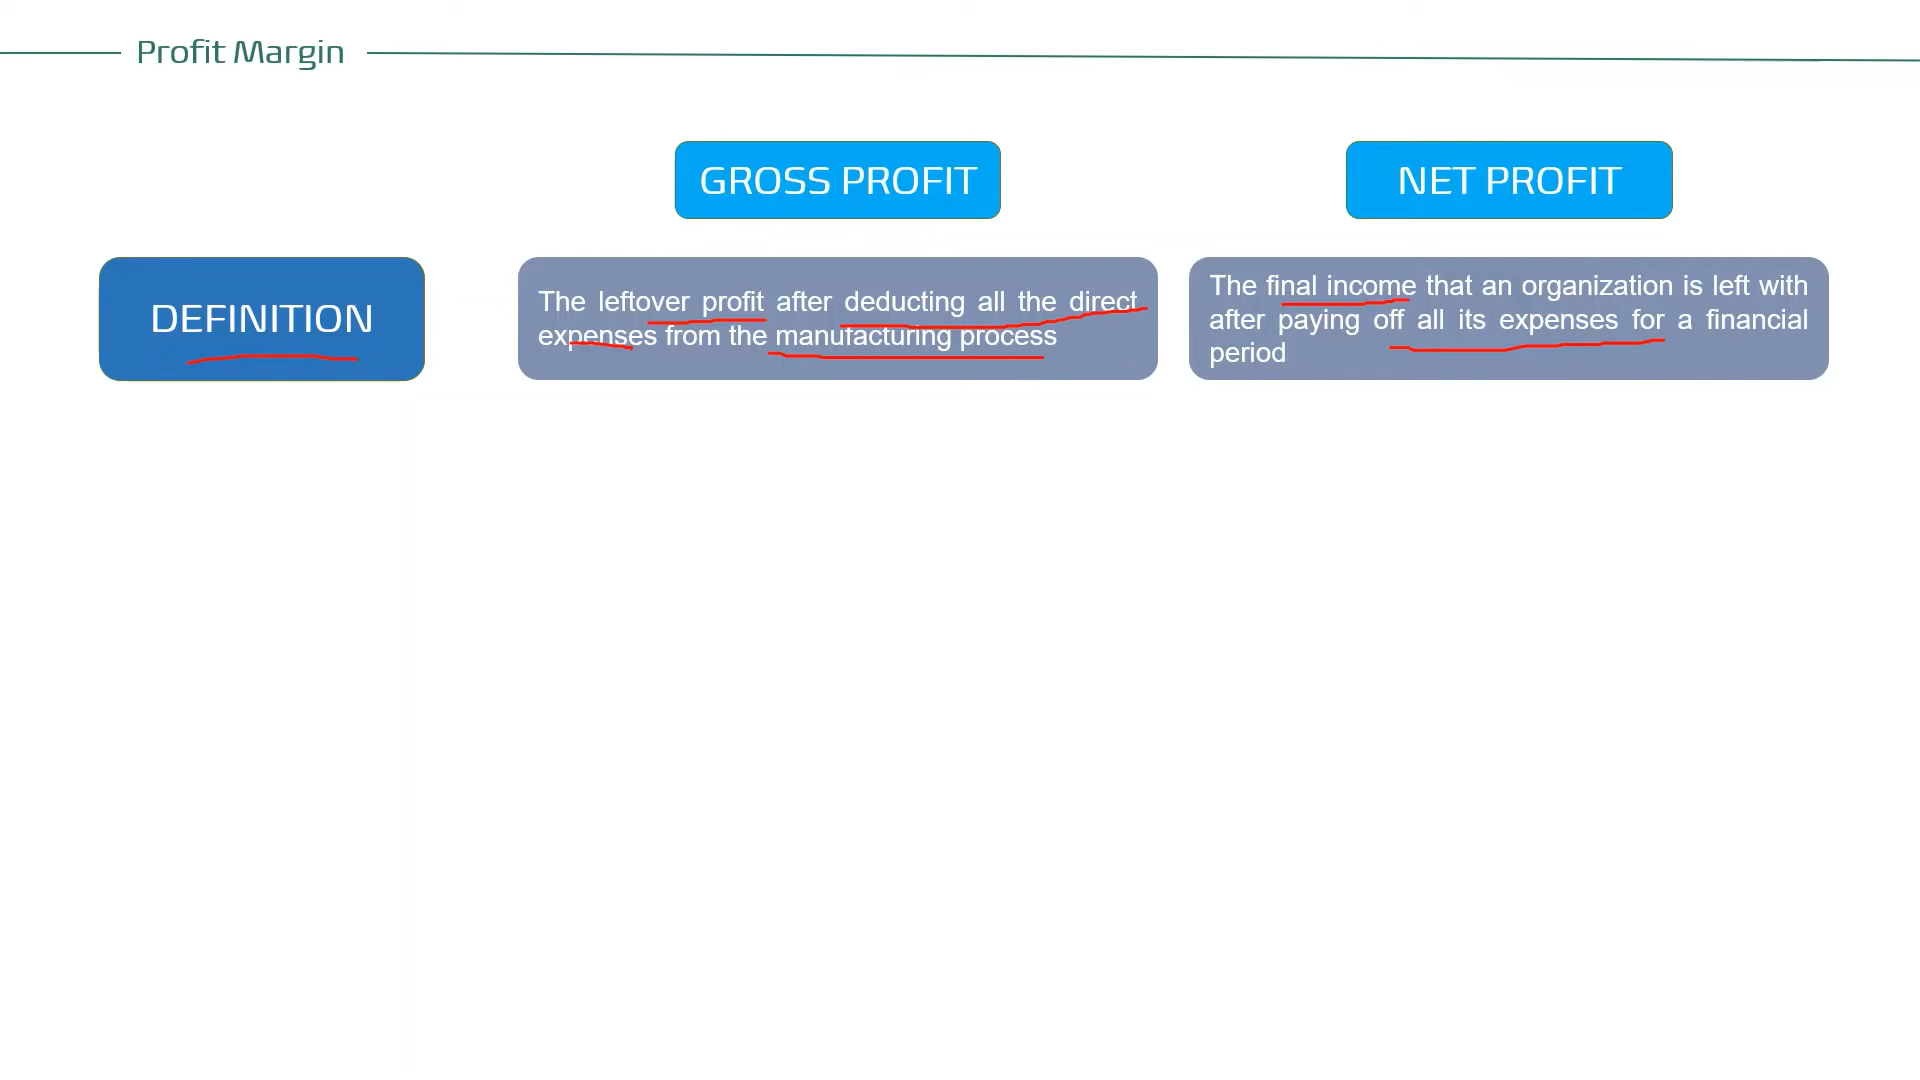 Profit Margin
GROSS PROFIT
NET PROFIT
DEFINITION
The leftover profit after deducting all the direct
expenses from the manufacturing process
The final income that an organization is left with
after paying off all its expenses for a financial
period